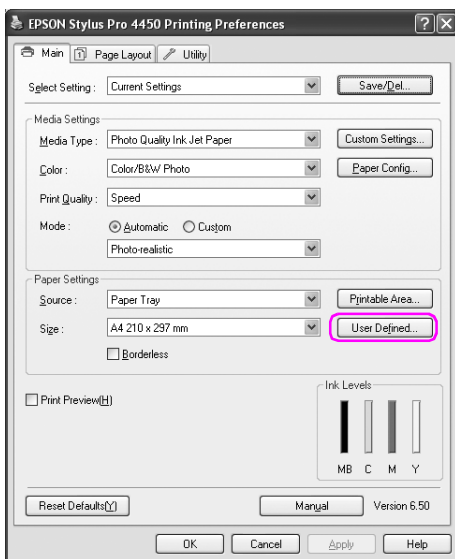 EPSON Stylus Pro 4450 Printing Preferences
Main Page Layout Utility
Select Setting : Current Settings Save/Del...
Media Settings
Media Type : Photo Quality Ink Jet Paper Custom Settings...
Color : Color/B&W Photo Paper Config...
Print Quality : Speed
Mode : Automatic Custom
Photo-realistic
Paper Settings
Source : Paper Tray Printable Area...
Size : A4 210 x 297 mm User Defined...
Borderless
Print Preview(H)
Ink Levels
MB C M Y
Reset Defaults(Y) Manual Version 6.50
OK Cancel Apply Help